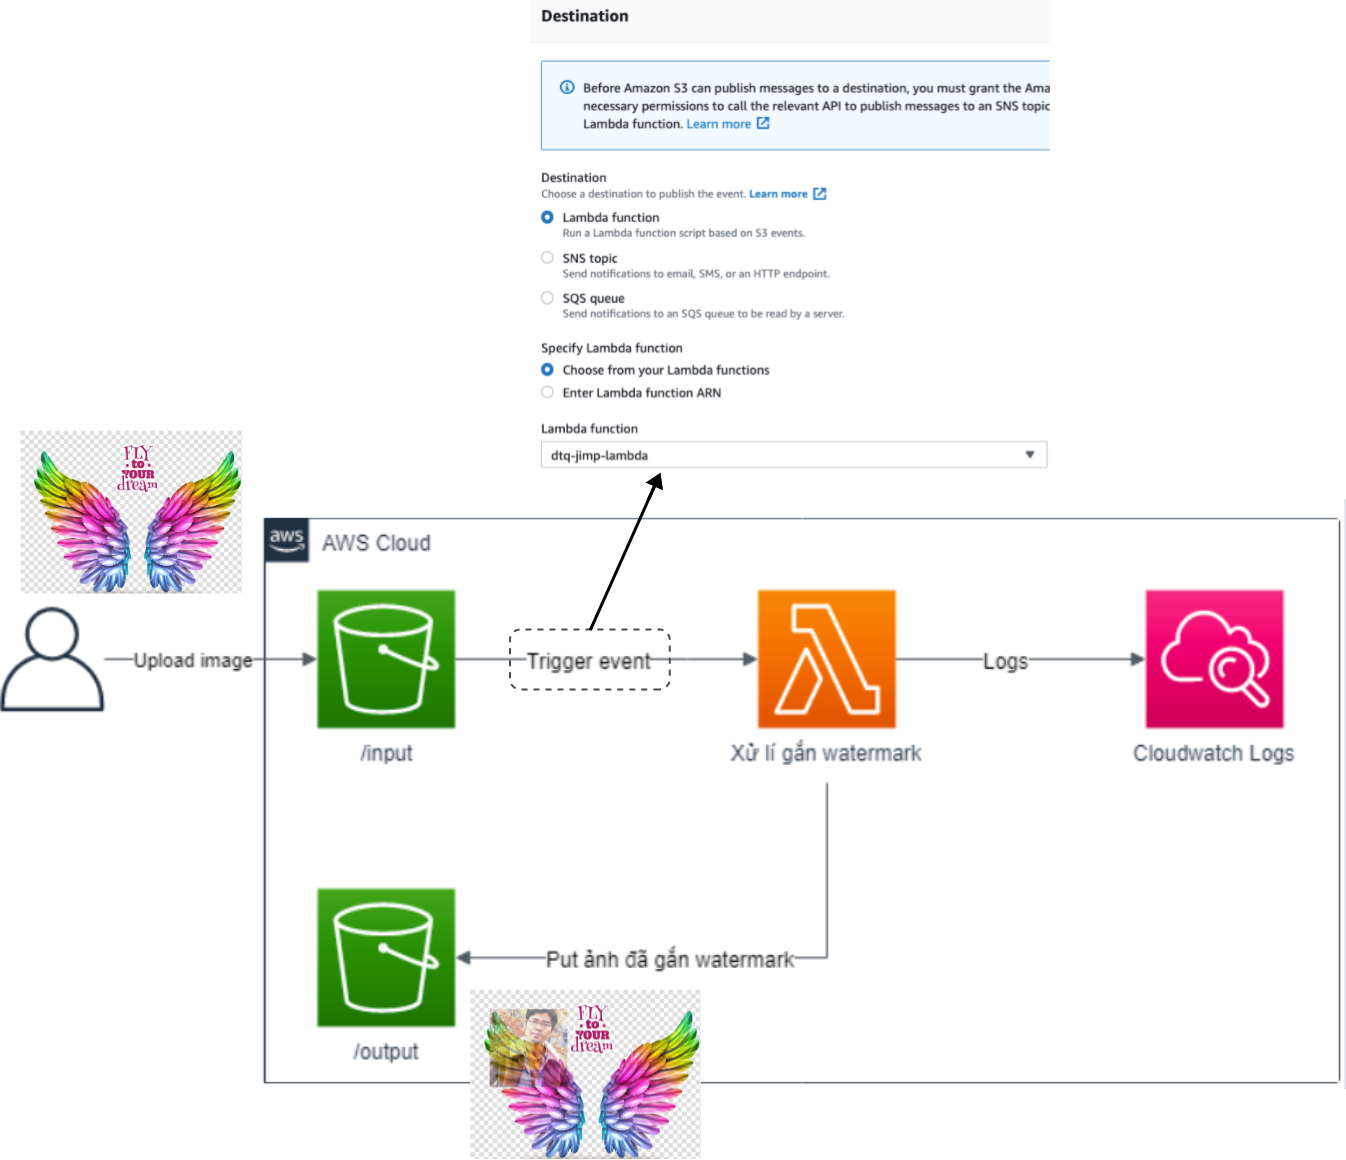 Destination
Before Amazon S3 can publish messages to a destination, you must grant the Ama
necessary permissions to call the relevant API to publish messages to an SNS topic
Lambda function. Learn more
Destination
Choose a destination to publish the event. Learn more
Lambda function
Run a Lambda function script based on S3 events.
SNS topic
Send notifications to email, SMS, or an HTTP endpoint.
SQS queue
Send notifications to an SQS queue to be read by a server.
Specify Lambda function
Choose from your Lambda functions
Enter Lambda function ARN
Lambda function
dtq-jimp-lambda
FLY
to
YOUR
dream
aws
AWS Cloud
Upload image
Trigger event
Logs
/input
Xử lí gắn watermark
Cloudwatch Logs
Put ảnh đã gắn watermark
/output
FLY
to
YOUR
dream